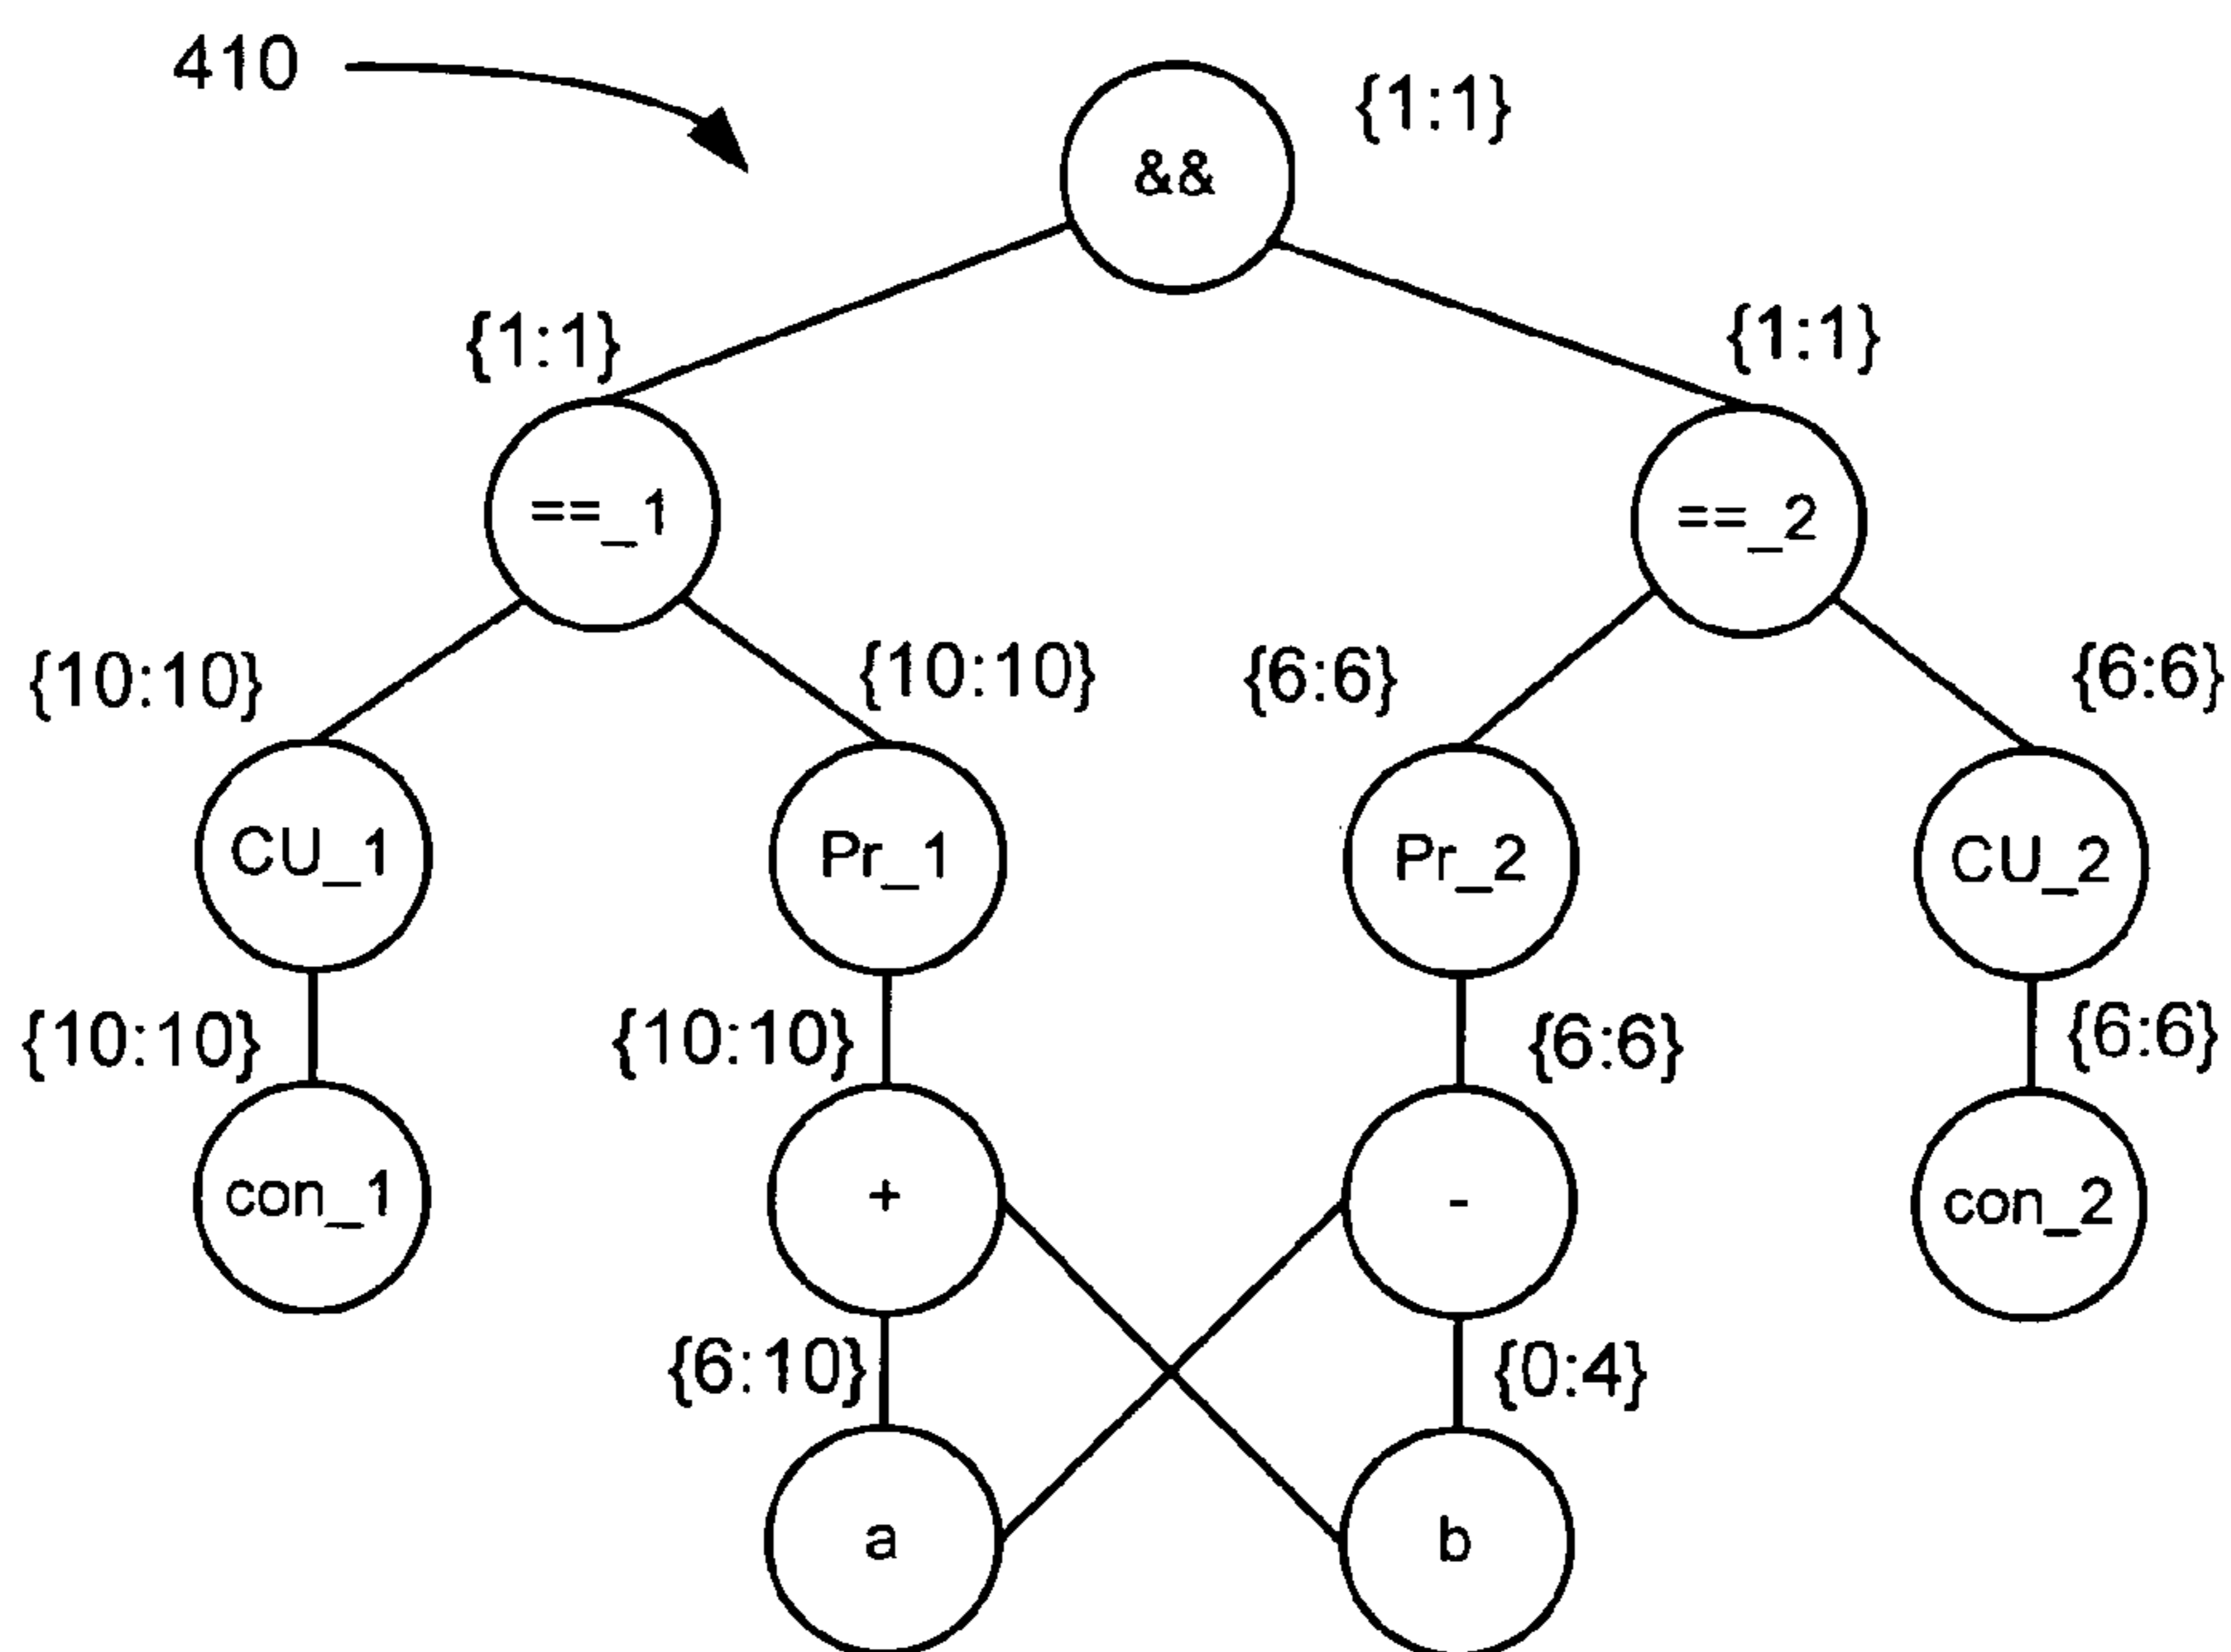 410
{1:1}
&&
{1:1}
{1:1}
==_1
==_2
{10:10}
{10:10}
{6:6}
{6:6}
CU_1
Pr_1
Pr_2
CU_2
{10:10}
{10:10}
{6:6}
{6:6}
con_1
+
-
con_2
{6:10}
{0:4}
a
b